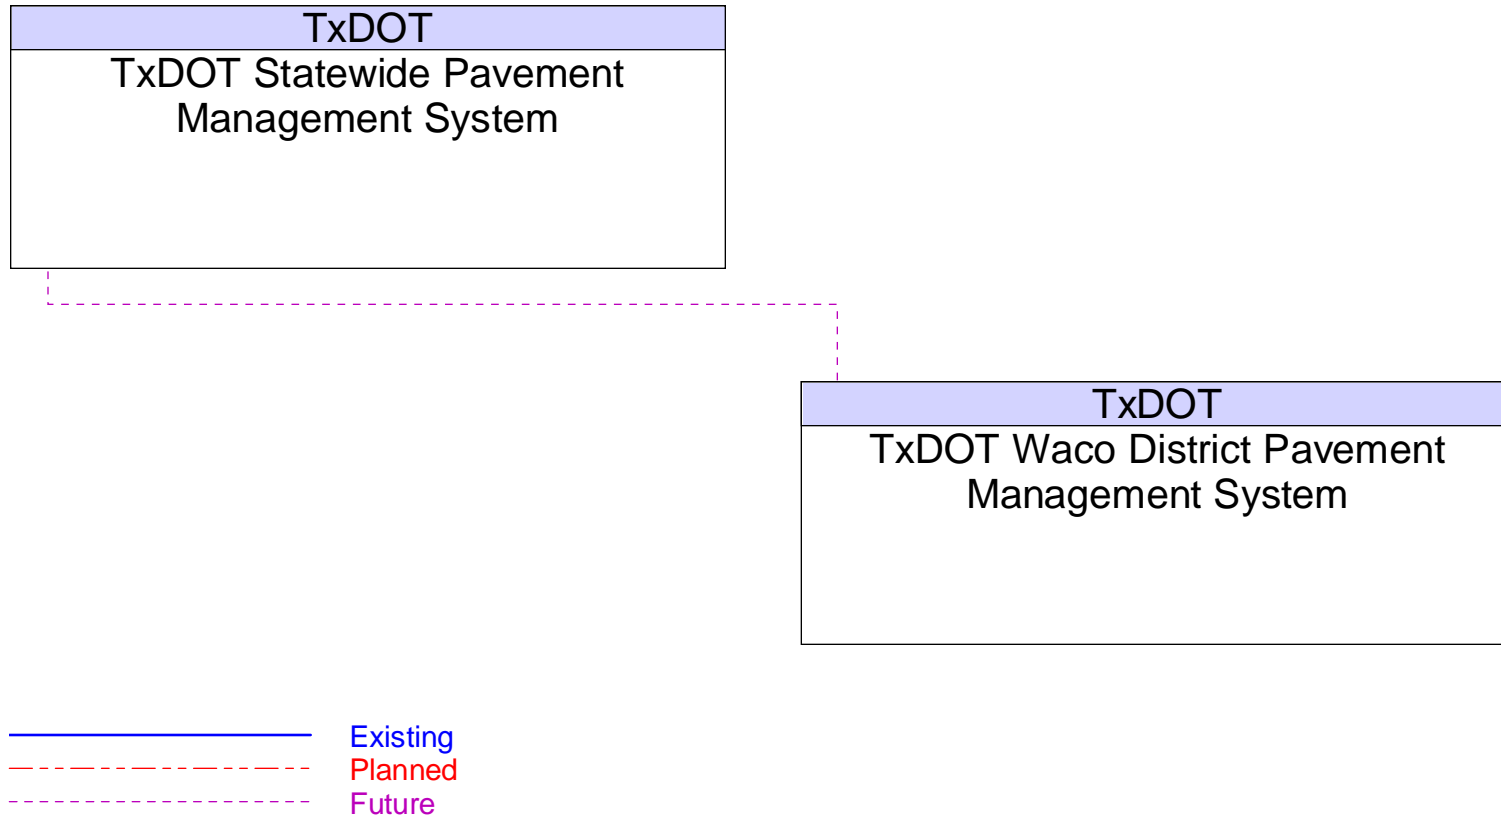 TxDOT
TxDOT Statewide Pavement
Management System
TxDOT
TxDOT Waco District Pavement
Management System
Existing
Planned
Future